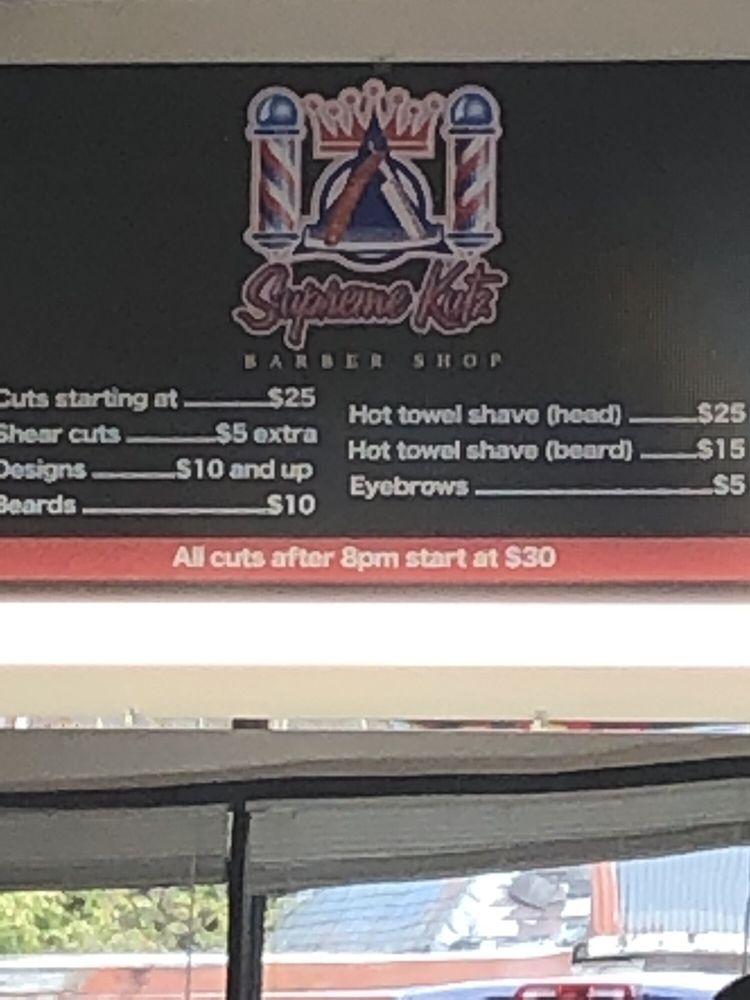 Supreme Kutz
BARBER SHOP
Cuts starting at $25
Shear cuts $5 extra
Designs $10 and up
Beards $10
Hot towel shave (head) $25
Hot towel shave (beard) $15
Eyebrows $5
All cuts after 8pm start at $30